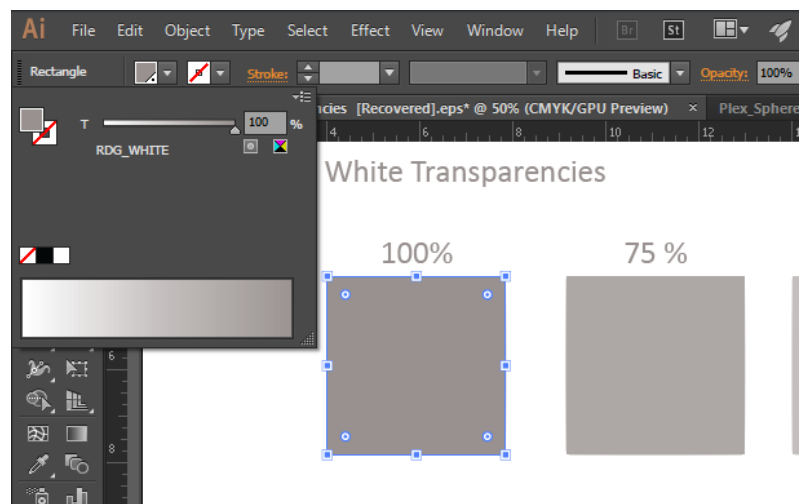 Ai File Edit Object Type Select Effect View Window Help Br St
Rectangle Stroke: Basic Opacity: 100%
cies [Recovered].eps* @ 50% (CMYK/GPU Preview) × Plex_Sphere
T 100 %
RDG_WHITE
4 6 8 10 12
White Transparencies
100% 75 %
6
8